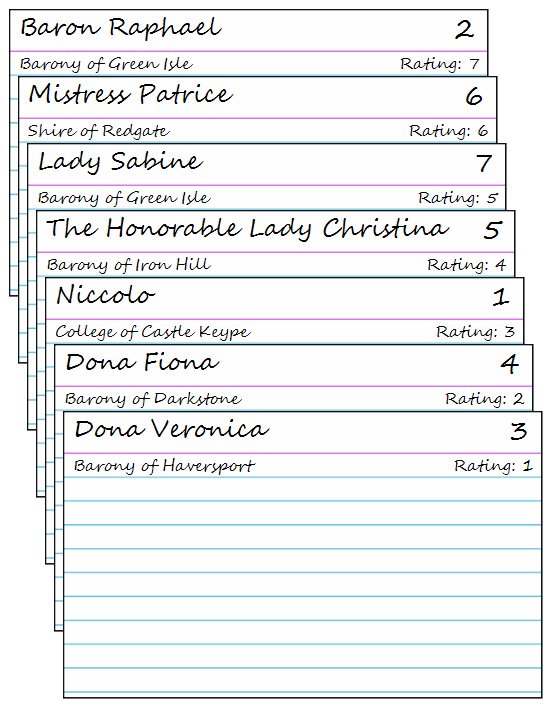 Baron Raphael 2
Barony of Green Isle Rating: 7
Mistress Patrice 6
Shire of Redgate Rating: 6
Lady Sabine 7
Barony of Green Isle Rating: 5
The Honorable Lady Christina 5
Barony of Iron Hill Rating: 4
Niccolo 1
College of Castle Keype Rating: 3
Dona Fiona 4
Barony of Darkstone Rating: 2
Dona Veronica 3
Barony of Haversport Rating: 1